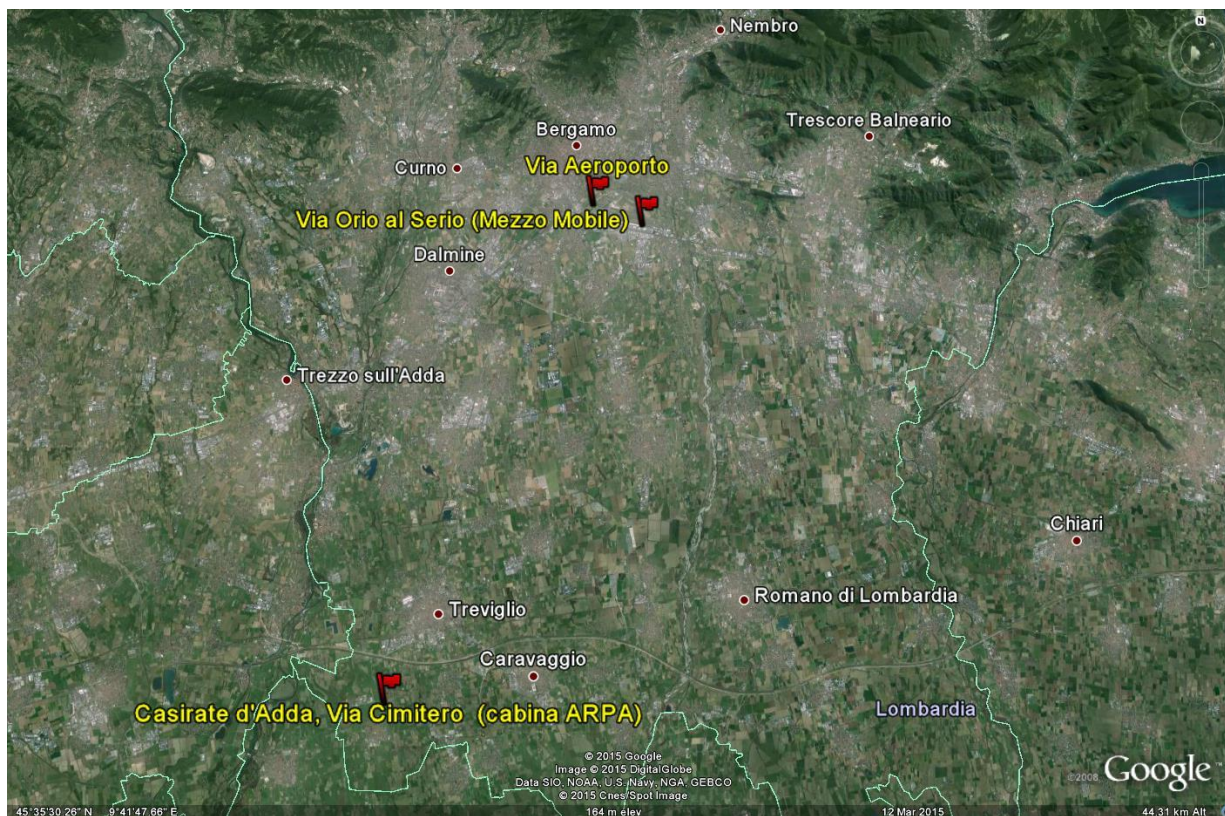 N
Nembro
Trescore Balneario
Bergamo
Curno
Via Aeroporto
Via Orio al Serio (Mezzo Mobile)
Dalmine
Trezzo sull'Adda
Chiari
Romano di Lombardia
Treviglio
Caravaggio
Casirate d'Adda, Via Cimitero (cabina ARPA)
Lombardia
© 2015 Google
Image © 2015 DigitalGlobe
Data SIO, NOAA, U.S. Navy, NGA, GEBCO
© 2015 Cnes/Spot Image
©2008 Google™
45°35'30.26" N 9°41'47.66" E 164 m elev 12 Mar 2015 44.31 km Alt